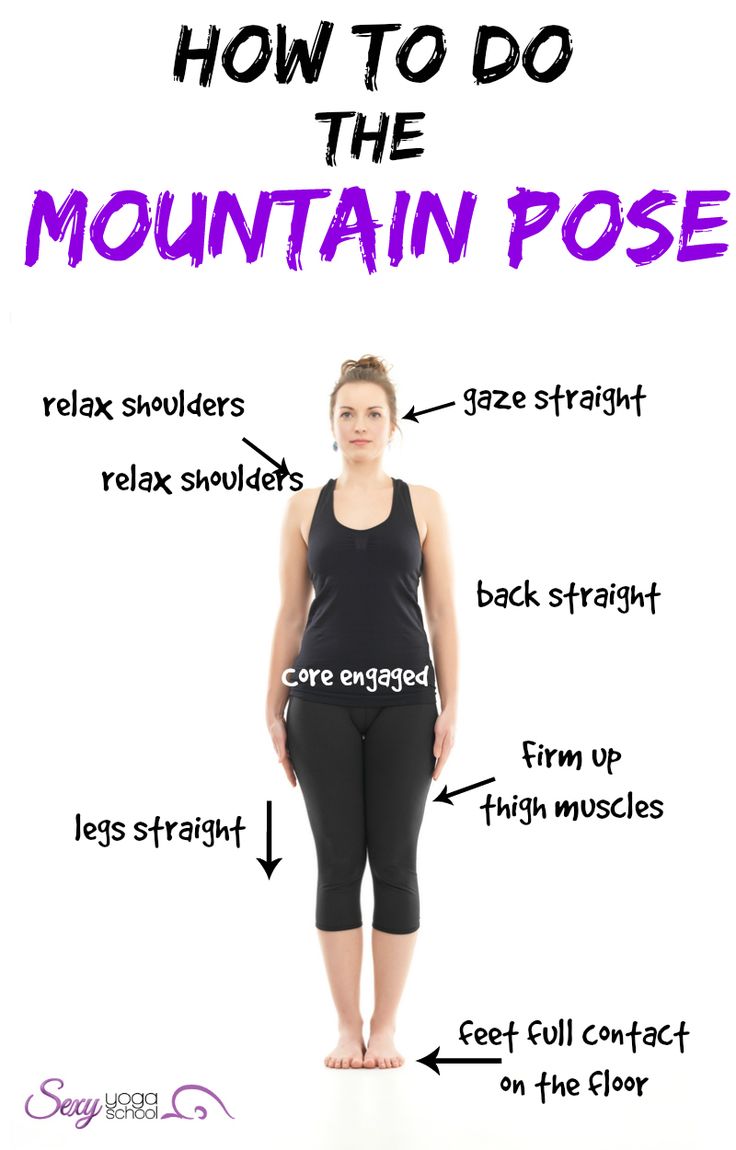 HOW TO DO
THE
MOUNTAIN POSE
relax shoulders
gaze straight
relax shoulders
back straight
core engaged
firm up
thigh muscles
legs straight
feet full contact
on the floor
Sexy yoga
school